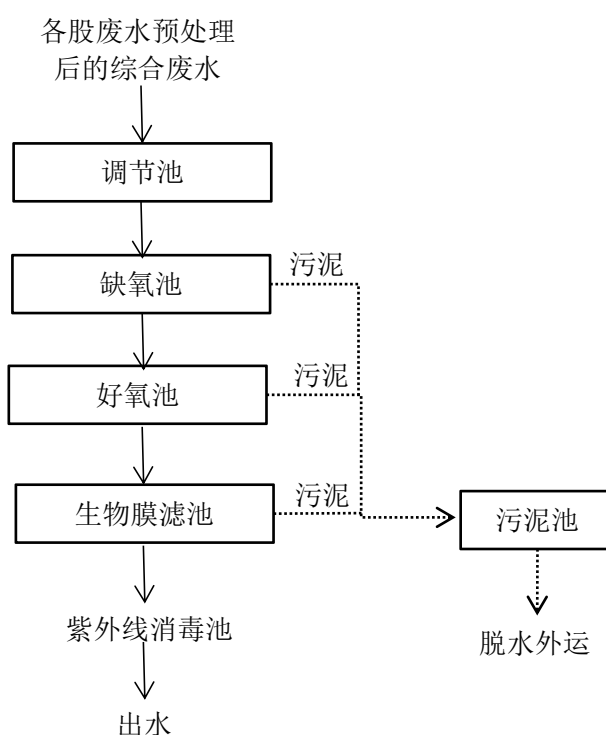 各股废水预处理
后的综合废水
调节池
缺氧池
污泥
好氧池
污泥
生物膜滤池
污泥
污泥池
紫外线消毒池
脱水外运
出水